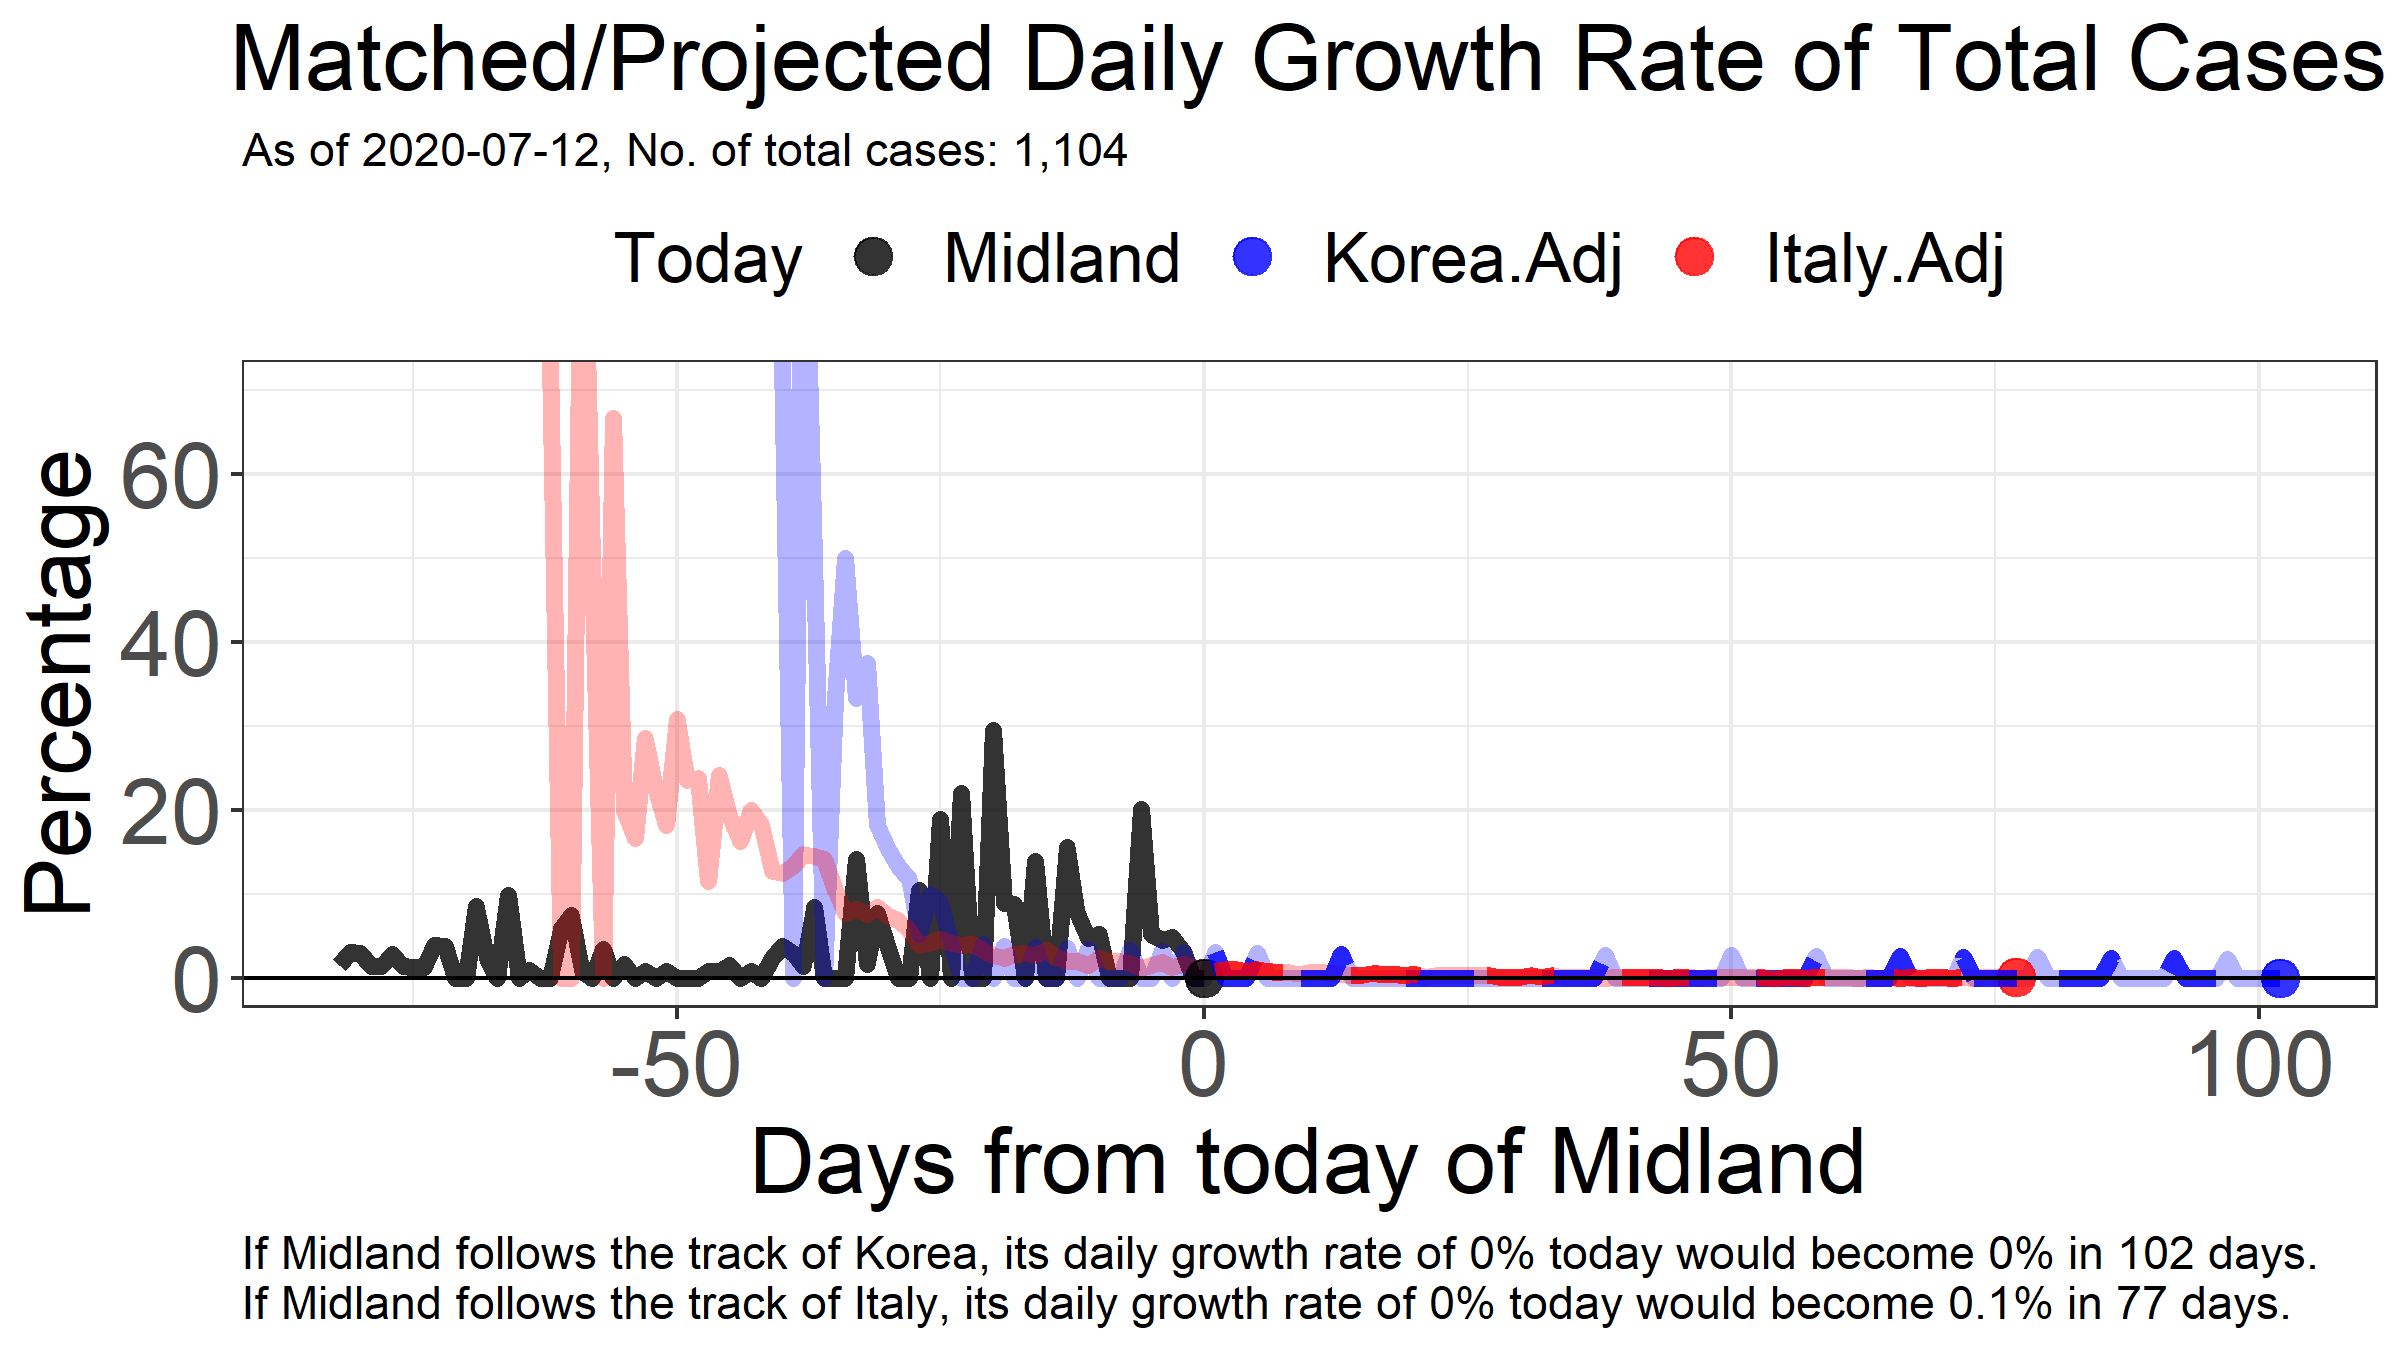 Matched/Projected Daily Growth Rate of Total Cases
As of 2020-07-12, No. of total cases: 1,104
Today Midland Korea.Adj Italy.Adj
Percentage
60
40
20
0
-50 0 50 100
Days from today of Midland
If Midland follows the track of Korea, its daily growth rate of 0% today would become 0% in 102 days.
If Midland follows the track of Italy, its daily growth rate of 0% today would become 0.1% in 77 days.